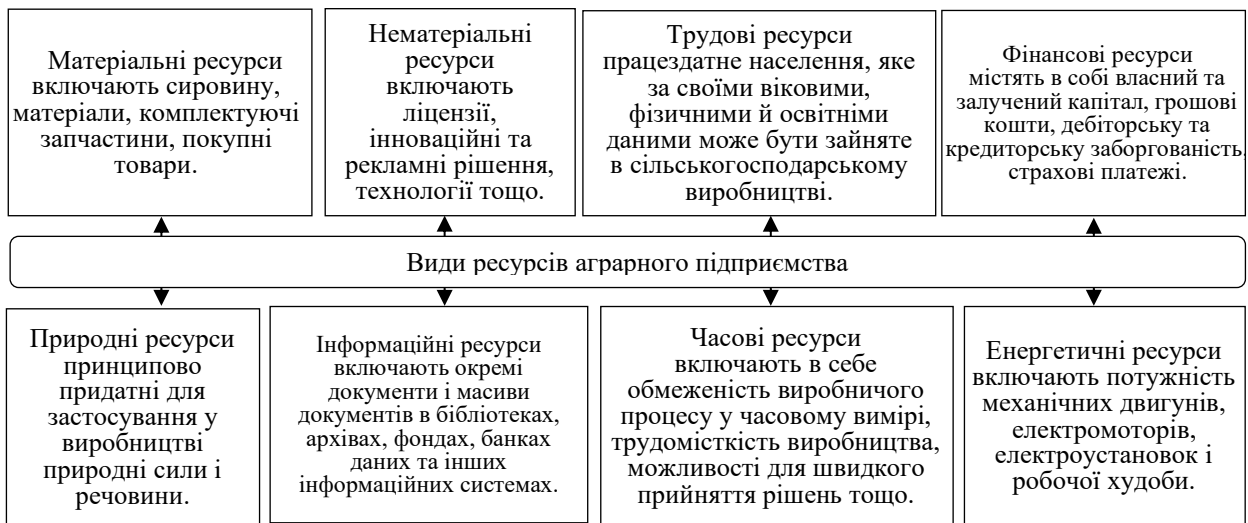 Матеріальні ресурси
включають сировину,
матеріали, комплектуючі
запчастини, покупні
товари.
Нематеріальні
ресурси
включають
ліцензії,
інноваційні та
рекламні рішення,
технології тощо.
Трудові ресурси
працездатне населення, яке
за своїми віковими,
фізичними й освітніми
даними може бути зайняте
в сільськогосподарському
виробництві.
Фінансові ресурси
містять в собі власний та
залучений капітал, грошові
кошти, дебіторську та
кредиторську заборгованість,
страхові платежі.
Види ресурсів аграрного підприємства
Природні ресурси
принципово
придатні для
застосування у
виробництві
природні сили і
речовини.
Інформаційні ресурси
включають окремі
документи і масиви
документів в бібліотеках,
архівах, фондах, банках
даних та інших
інформаційних системах.
Часові ресурси
включають в себе
обмеженість виробничого
процесу у часовому вимірі,
трудомісткість виробництва,
можливості для швидкого
прийняття рішень тощо.
Енергетичні ресурси
включають потужність
механічних двигунів,
електромоторів,
електроустановок і
робочої худоби.